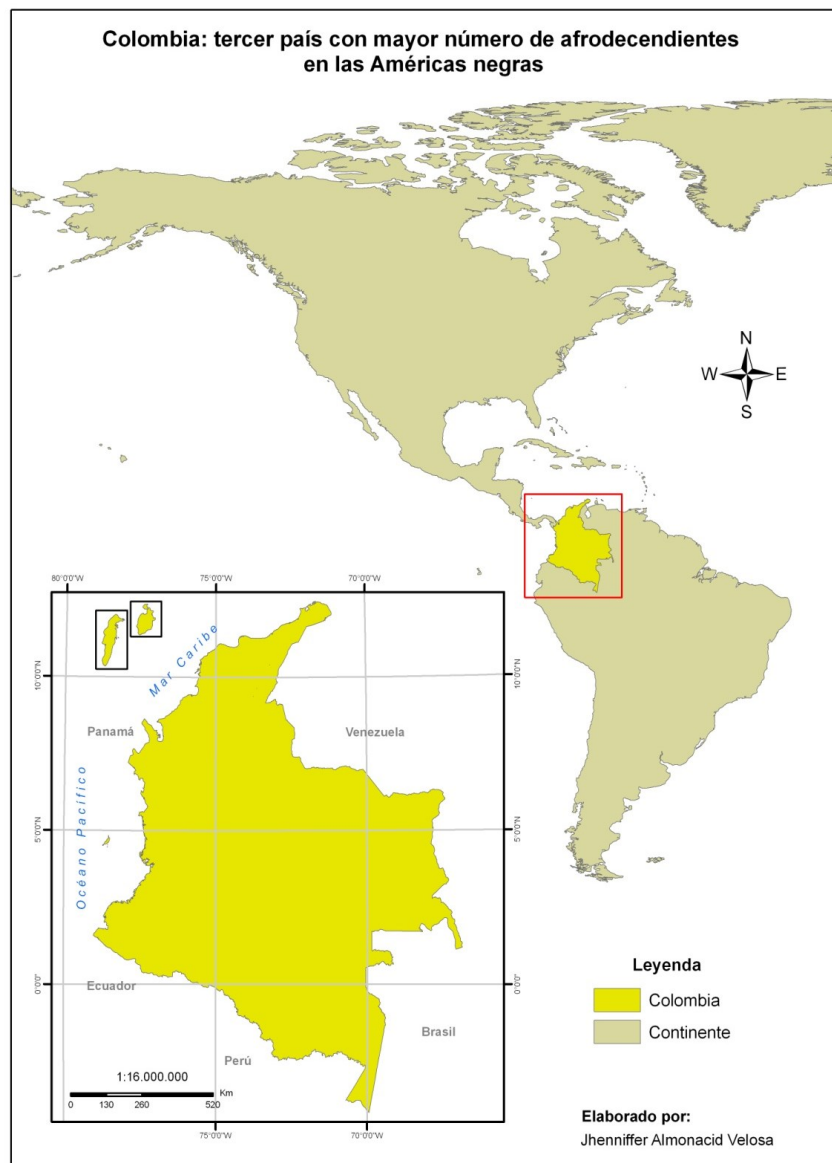 Colombia: tercer país con mayor número de afrodecendientes
en las Américas negras
N
W E
S
80°0'0"W 75°0'0"W 70°0'0"W
Mar Caribe
10°0'0"N 10°0'0"N
Panamá Venezuela
Océano Pacífico
5°0'0"N 5°0'0"N
0°0'0" 0°0'0"
Ecuador
Brasil
Perú
1:16.000.000
Km
0 130 260 520
75°0'0"W 70°0'0"W
Leyenda
Colombia
Continente
Elaborado por:
Jhenniffer Almonacid Velosa